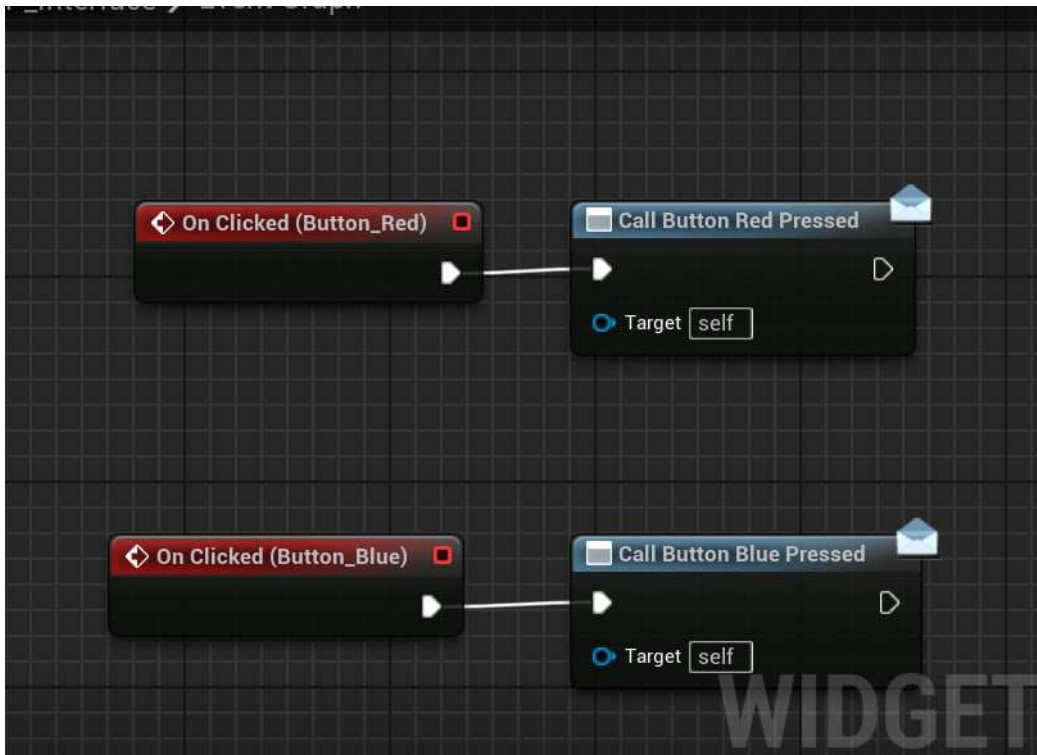 On Clicked (Button_Red)
Call Button Red Pressed
Target self
On Clicked (Button_Blue)
Call Button Blue Pressed
Target self
WIDGET